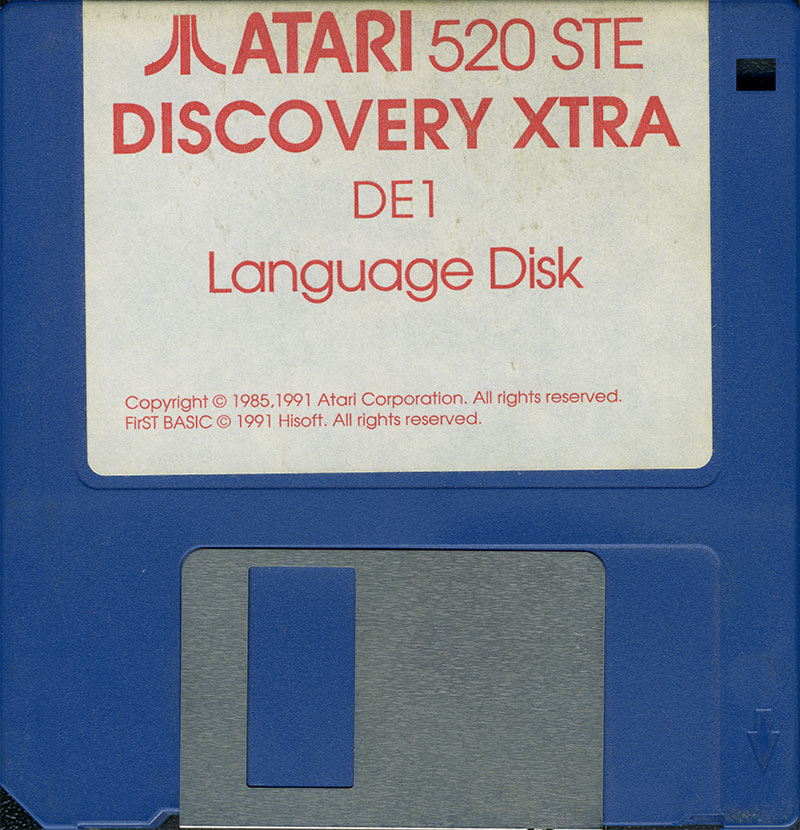 ATARI 520 STE
DISCOVERY XTRA
DE1
Language Disk
Copyright © 1985,1991 Atari Corporation. All rights reserved.
FirST BASIC © 1991 Hisoft. All rights reserved.